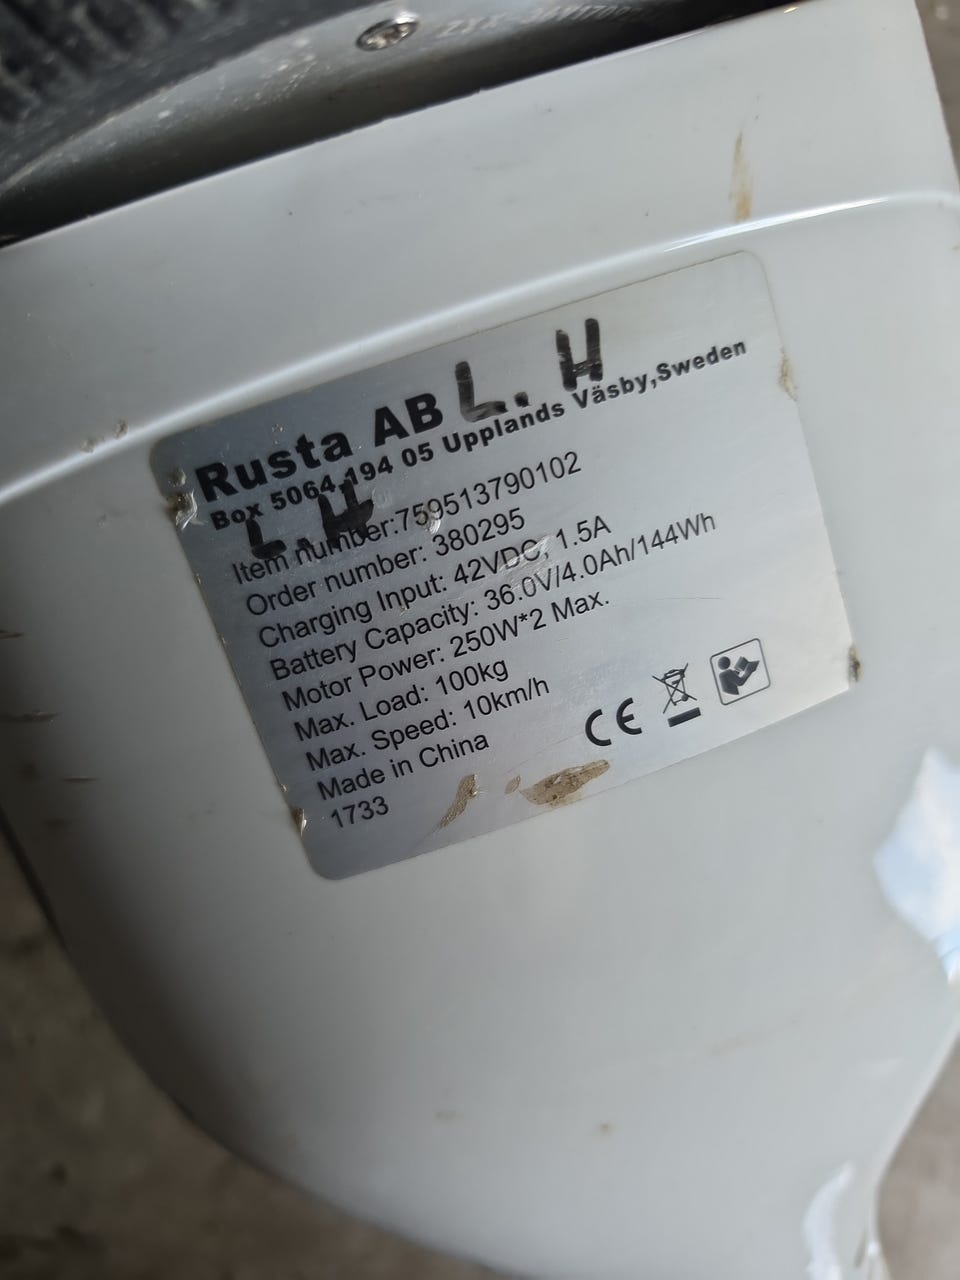 Rusta AB L. H
Box 5064,194 05 Upplands Väsby,Sweden
L.H
Item number:759513790102
Order number: 380295
Charging Input: 42VDC, 1.5A
Battery Capacity: 36.0V/4.0Ah/144Wh
Motor Power: 250W*2 Max.
Max. Load: 100kg
Max. Speed: 10km/h
Made in China
1733
CE